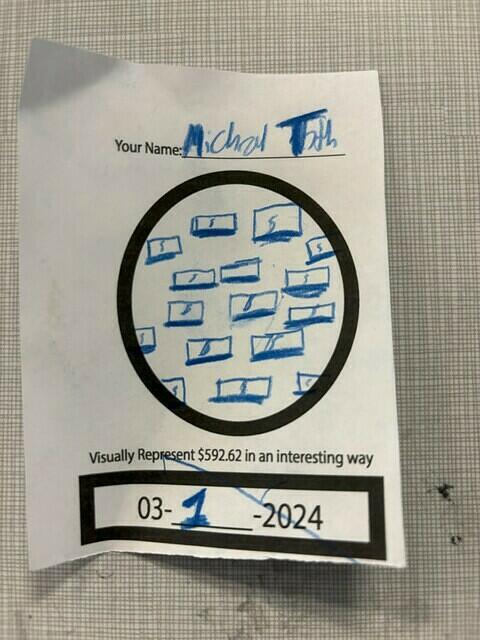 Your Name: Michal Toth
Visually Represent $592.62 in an interesting way
03-1-2024